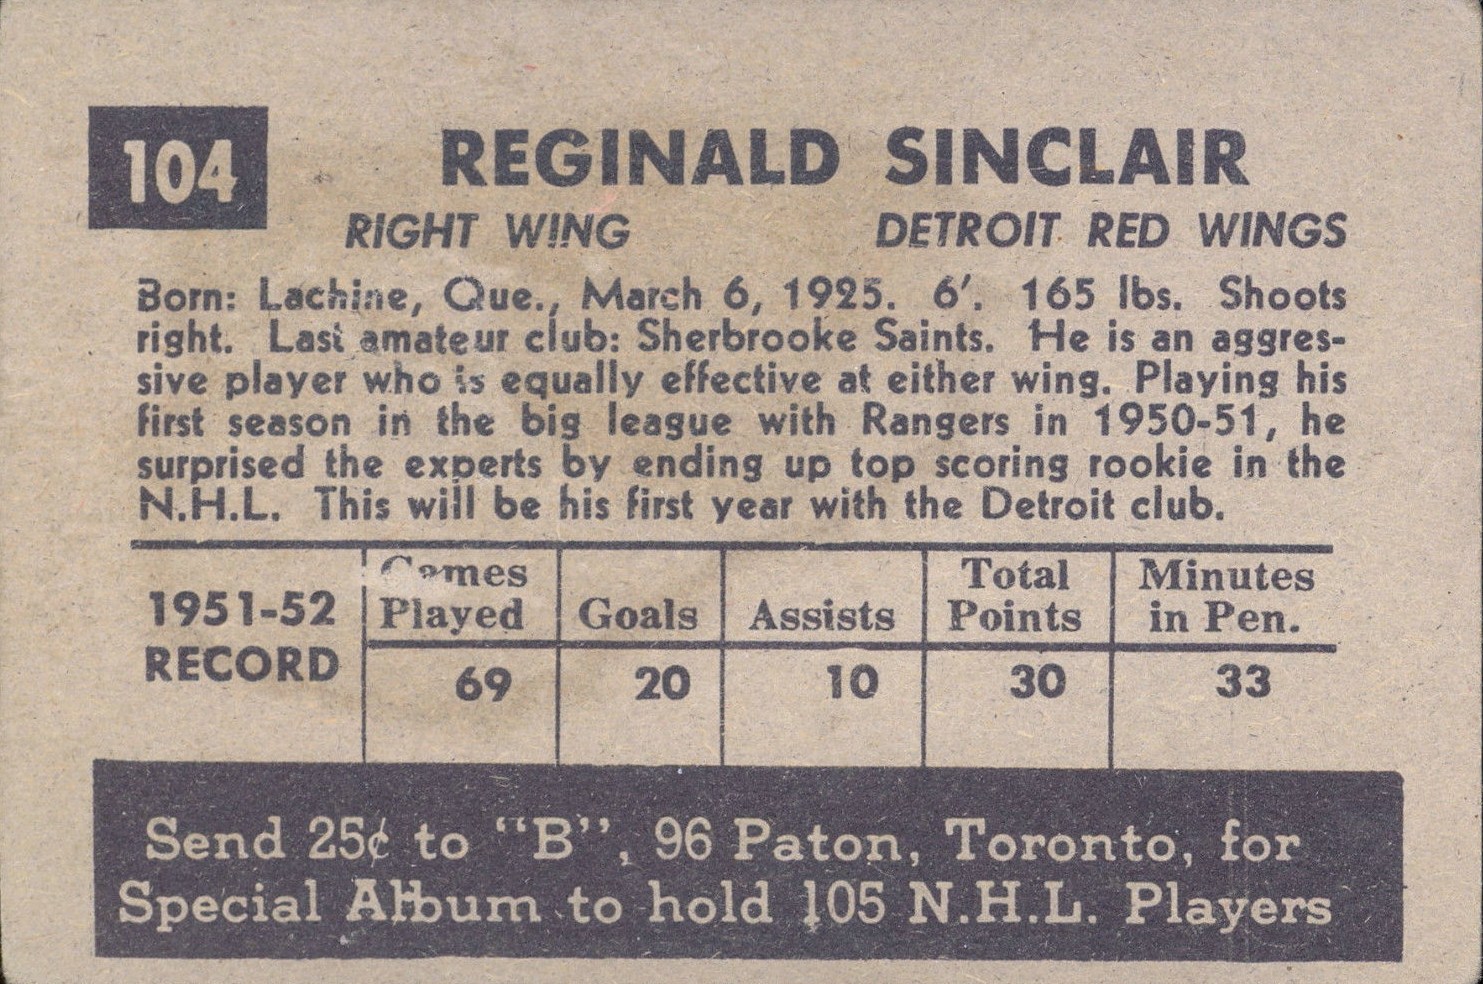 104
REGINALD SINCLAIR
RIGHT WING DETROIT RED WINGS
Born: Lachine, Que., March 6, 1925. 6'. 165 lbs. Shoots
right. Last amateur club: Sherbrooke Saints. He is an aggres-
sive player who is equally effective at either wing. Playing his
first season in the big league with Rangers in 1950-51, he
surprised the experts by ending up top scoring rookie in the
N.H.L. This will be his first year with the Detroit club.
1951-52 RECORD
Games Played Goals Assists Total Points Minutes in Pen.
69 20 10 30 33
Send 25¢ to "B", 96 Paton, Toronto, for
Special Album to hold 105 N.H.L. Players